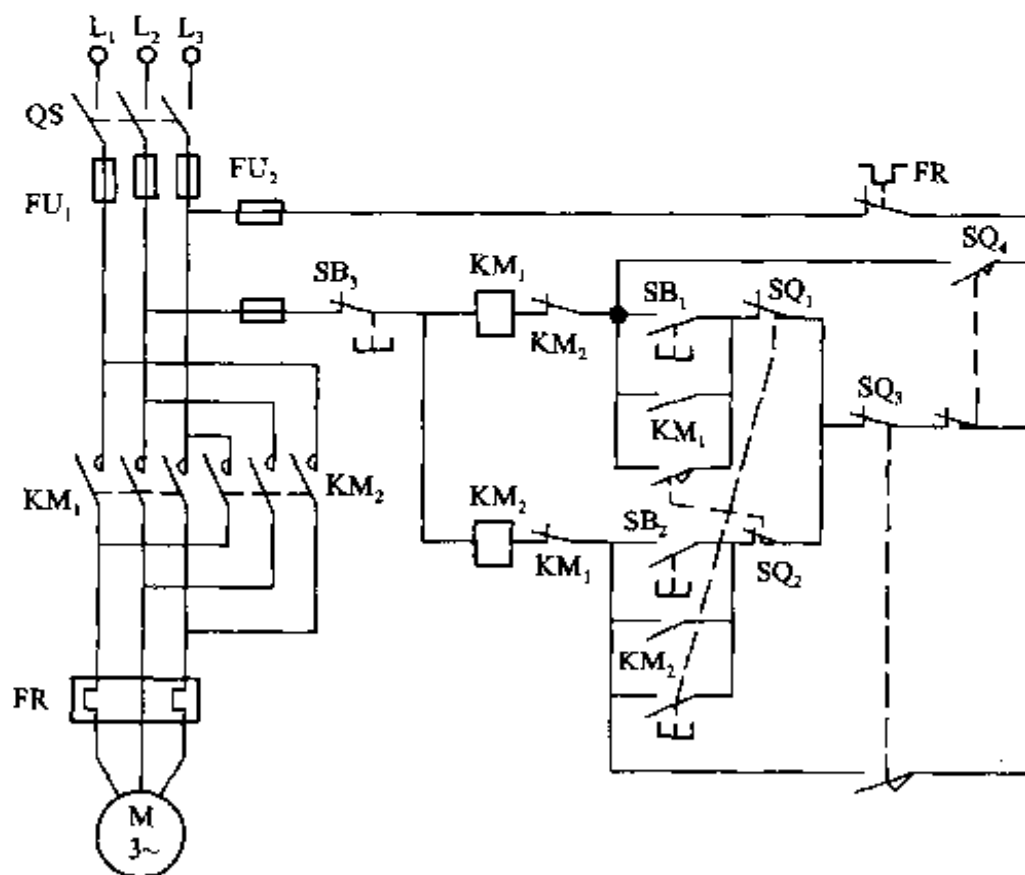 L₁ L₂ L₃
QS
FU₁
FU₂
FR
SQ₄
SB₃
KM₁
KM₂
SB₁
SQ₁
KM₁
SQ₃
KM₁
KM₂
KM₂
KM₁
SB₂
SQ₂
KM₂
FR
M
3~